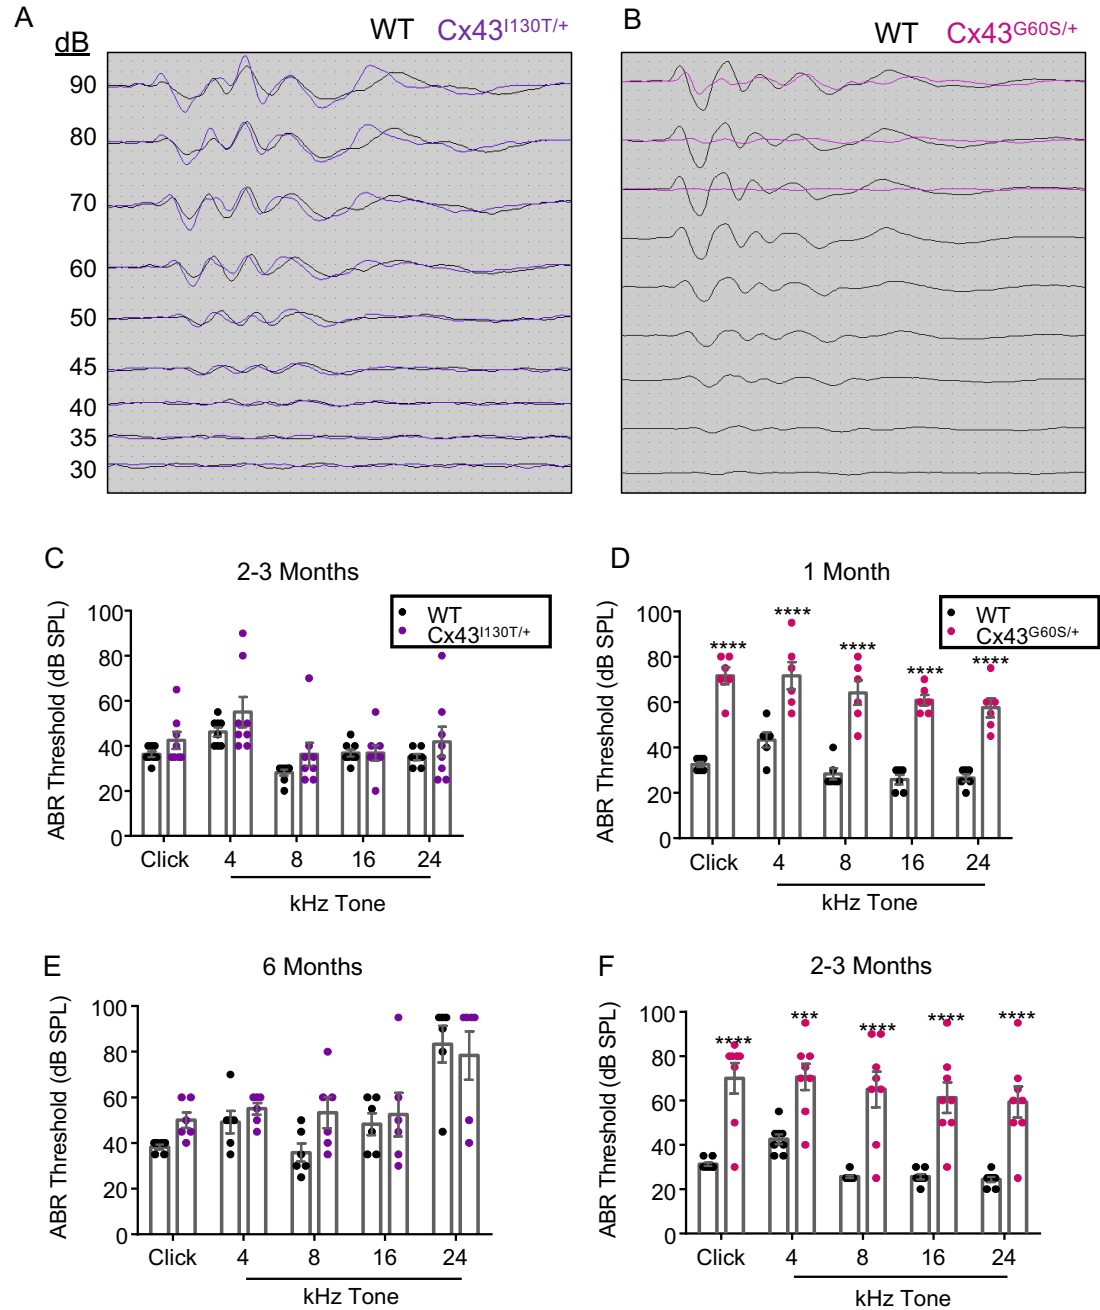 A
WT Cx43I130T/+
dB
90
80
70
60
50
45
40
35
30
B
WT Cx43G60S/+
C
2-3 Months
ABR Threshold (dB SPL)
100
80
60
40
20
0
WT
Cx43I130T/+
Click 4 8 16 24
kHz Tone
D
1 Month
ABR Threshold (dB SPL)
100
80
60
40
20
0
WT
Cx43G60S/+
**** **** **** **** ****
Click 4 8 16 24
kHz Tone
E
6 Months
ABR Threshold (dB SPL)
100
80
60
40
20
0
Click 4 8 16 24
kHz Tone
F
2-3 Months
ABR Threshold (dB SPL)
100
80
60
40
20
0
**** *** **** **** ****
Click 4 8 16 24
kHz Tone